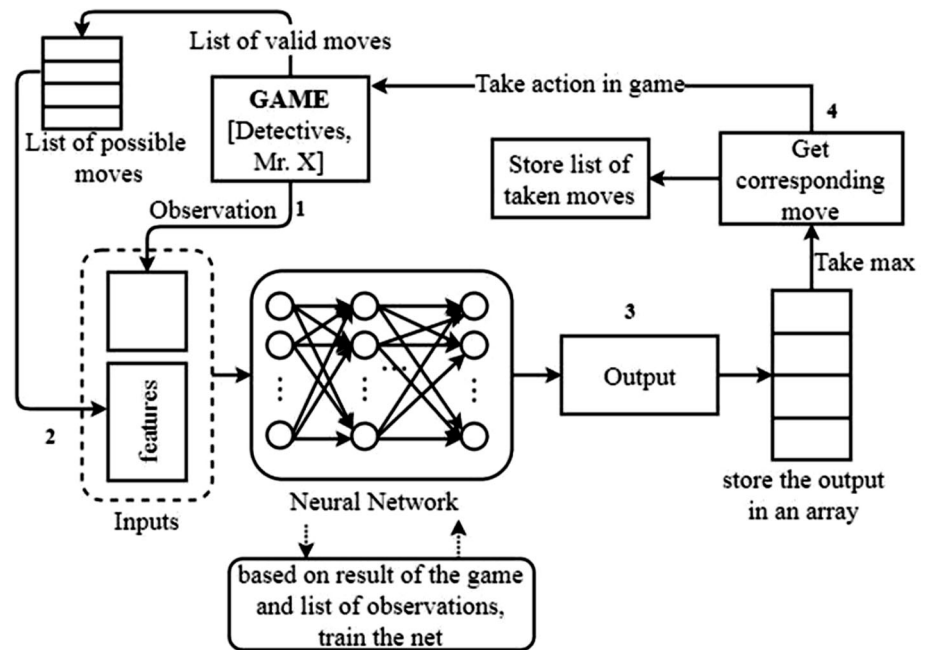 List of valid moves
List of possible
moves
GAME
[Detectives,
Mr. X]
Take action in game
4
Get
corresponding
move
Store list of
taken moves
Observation
1
Take max
features
2
Inputs
Neural Network
3
Output
store the output
in an array
based on result of the game
and list of observations,
train the net